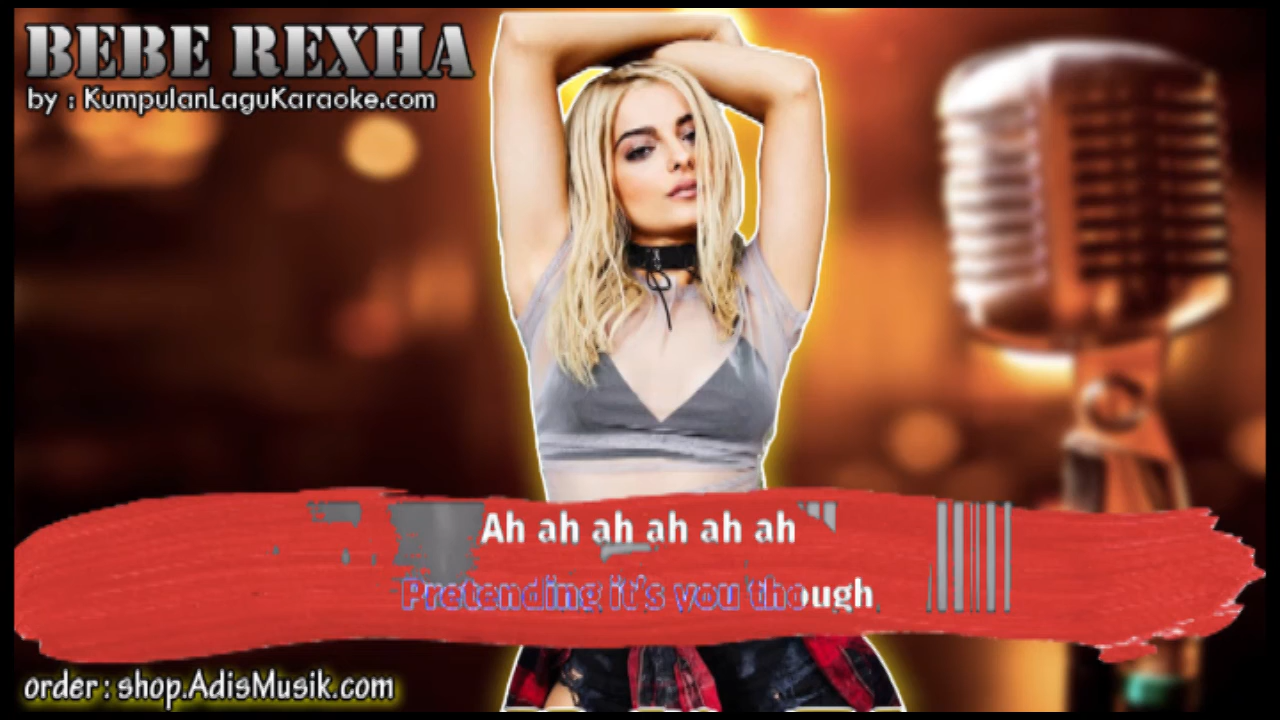 BEBE REXHA
by : KumpulanLaguKaraoke.com
Ah ah ah ah ah ah
Pretending it's you though
order : shop.AdisMusik.com